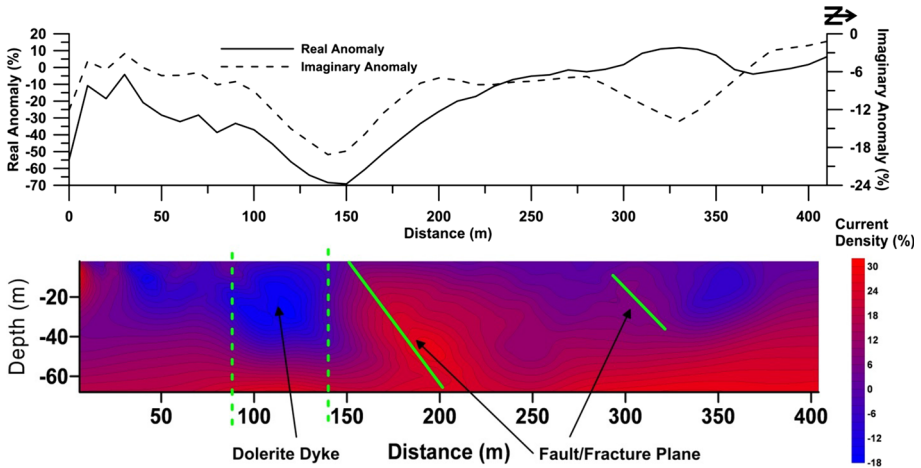 Z
20
10
0
-10
-20
-30
-40
-50
-60
-70
Real Anomaly (%)
Real Anomaly
Imaginary Anomaly
0
-6
-12
-18
-24
Imaginary Anomaly (%)
0 50 100 150 200 250 300 350 400
Distance (m)
Current
Density (%)
Depth (m)
-20
-40
-60
30
24
18
12
6
0
-6
-12
-18
50 100 150 200 250 300 350 400
Dolerite Dyke
Distance (m)
Fault/Fracture Plane